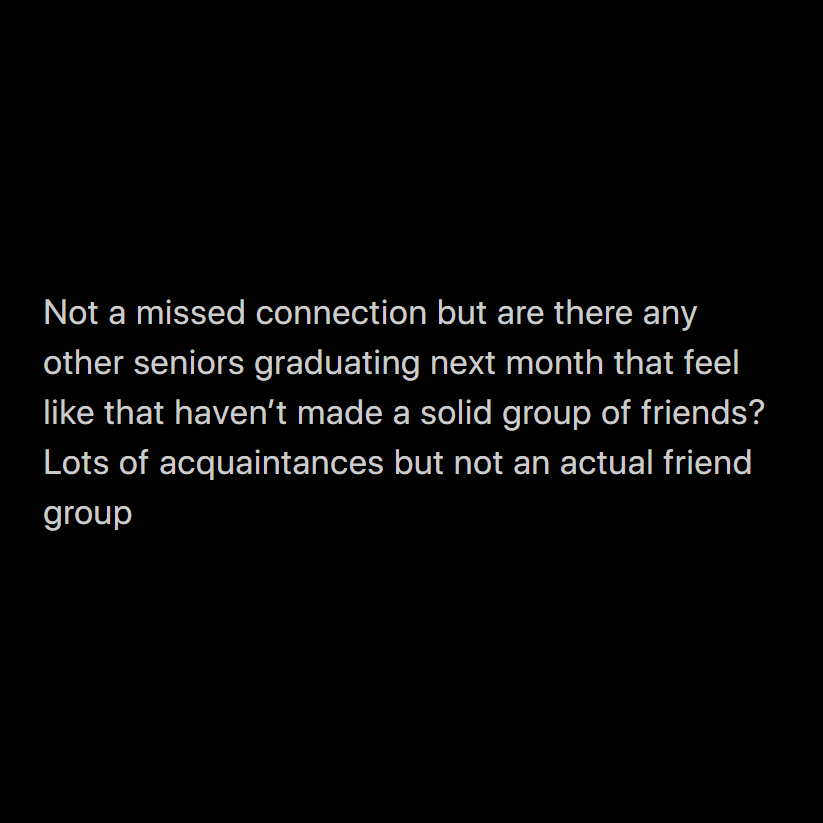 Not a missed connection but are there any
other seniors graduating next month that feel
like that haven’t made a solid group of friends?
Lots of acquaintances but not an actual friend
group